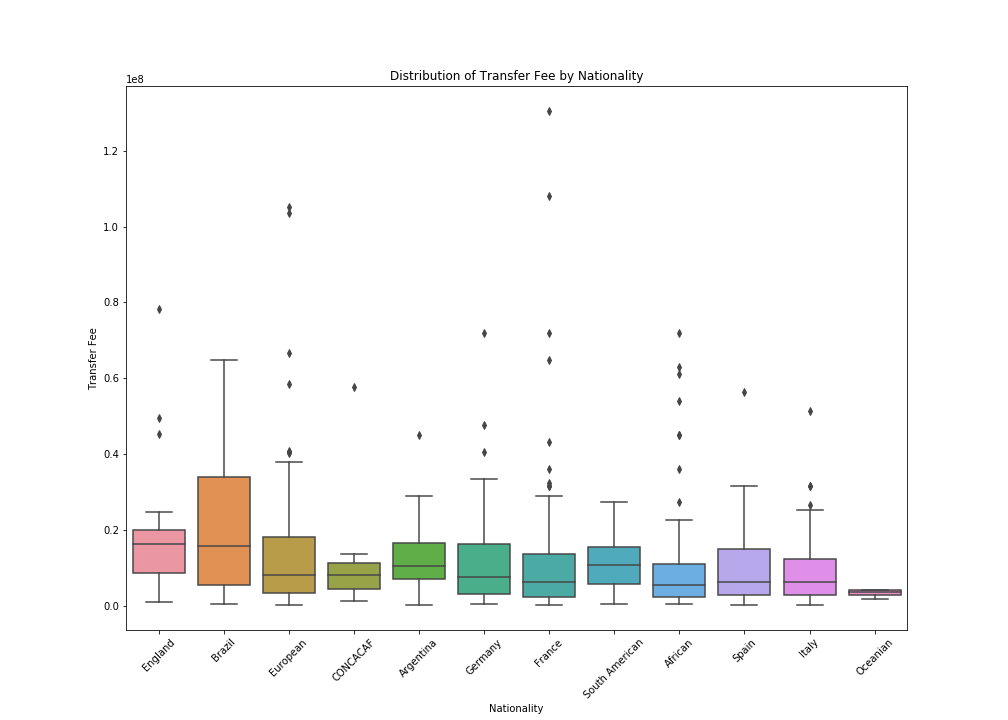 Distribution of Transfer Fee by Nationality
1e8
1.2
1.0
0.8
0.6
0.4
0.2
0.0
Transfer Fee
England
Brazil
European
CONCACAF
Argentina
Germany
France
South American
African
Spain
Italy
Oceanian
Nationality